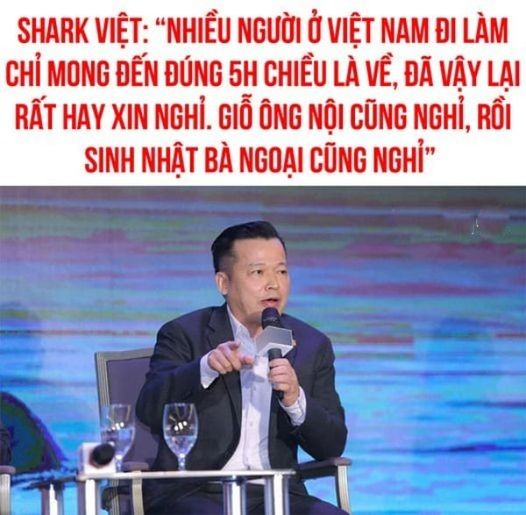 SHARK VIỆT: “NHIỀU NGƯỜI Ở VIỆT NAM ĐI LÀM
CHỈ MONG ĐẾN ĐÚNG 5H CHIỀU LÀ VỀ, ĐÃ VẬY LẠI
RẤT HAY XIN NGHỈ. GIỖ ÔNG NỘI CŨNG NGHỈ, RỒI
SINH NHẬT BÀ NGOẠI CŨNG NGHỈ”